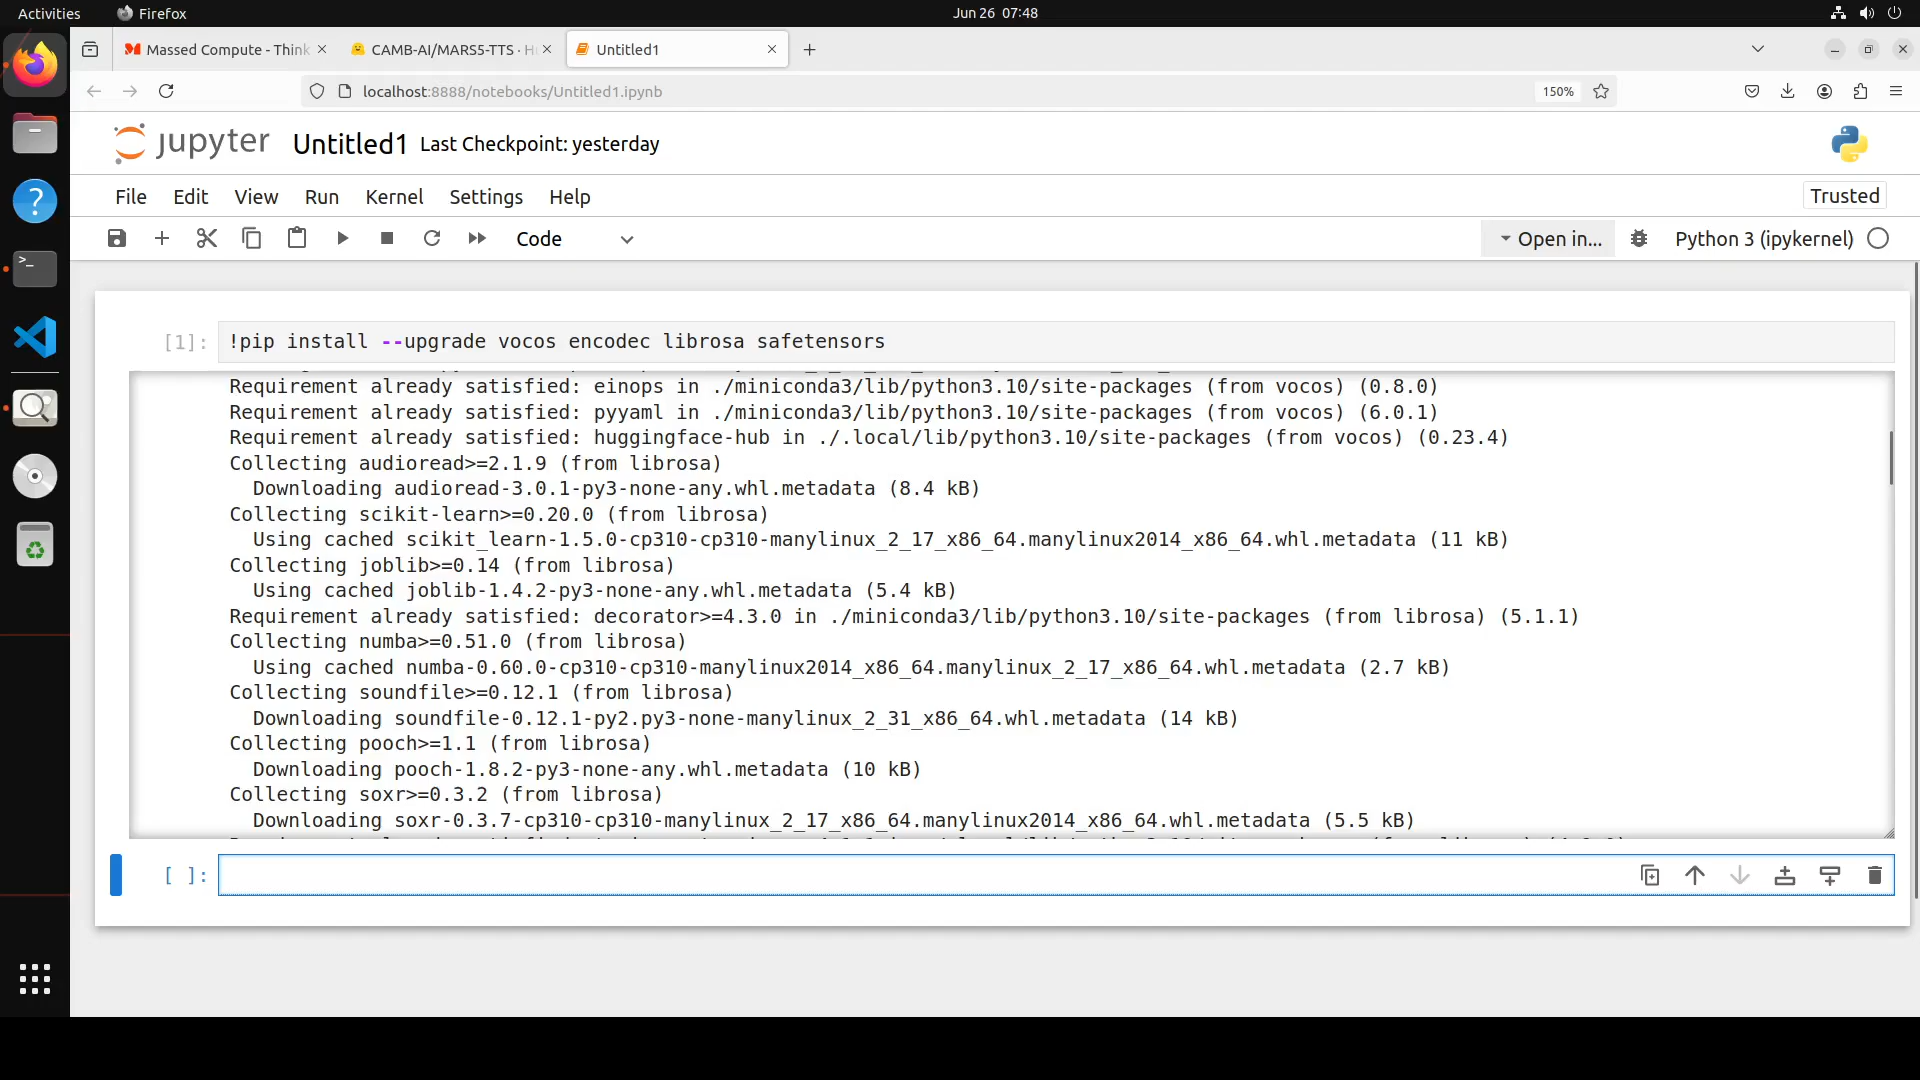 Activities
Firefox
Jun 26 07:48
Massed Compute - Think
CAMB-AI/MARS5-TTS · H
Untitled1
localhost:8888/notebooks/Untitled1.ipynb
150%
jupyter
Untitled1
Last Checkpoint: yesterday
File
Edit
View
Run
Kernel
Settings
Help
Trusted
Code
Open in...
Python 3 (ipykernel)
[1]:
!pip install --upgrade vocos encodec librosa safetensors
Requirement already satisfied: einops in ./miniconda3/lib/python3.10/site-packages (from vocos) (0.8.0)
Requirement already satisfied: pyyaml in ./miniconda3/lib/python3.10/site-packages (from vocos) (6.0.1)
Requirement already satisfied: huggingface-hub in ./.local/lib/python3.10/site-packages (from vocos) (0.23.4)
Collecting audioread>=2.1.9 (from librosa)
  Downloading audioread-3.0.1-py3-none-any.whl.metadata (8.4 kB)
Collecting scikit-learn>=0.20.0 (from librosa)
  Using cached scikit_learn-1.5.0-cp310-cp310-manylinux_2_17_x86_64.manylinux2014_x86_64.whl.metadata (11 kB)
Collecting joblib>=0.14 (from librosa)
  Using cached joblib-1.4.2-py3-none-any.whl.metadata (5.4 kB)
Requirement already satisfied: decorator>=4.3.0 in ./miniconda3/lib/python3.10/site-packages (from librosa) (5.1.1)
Collecting numba>=0.51.0 (from librosa)
  Using cached numba-0.60.0-cp310-cp310-manylinux2014_x86_64.manylinux_2_17_x86_64.whl.metadata (2.7 kB)
Collecting soundfile>=0.12.1 (from librosa)
  Downloading soundfile-0.12.1-py2.py3-none-manylinux_2_31_x86_64.whl.metadata (14 kB)
Collecting pooch>=1.1 (from librosa)
  Downloading pooch-1.8.2-py3-none-any.whl.metadata (10 kB)
Collecting soxr>=0.3.2 (from librosa)
  Downloading soxr-0.3.7-cp310-cp310-manylinux_2_17_x86_64.manylinux2014_x86_64.whl.metadata (5.5 kB)
[ ]: